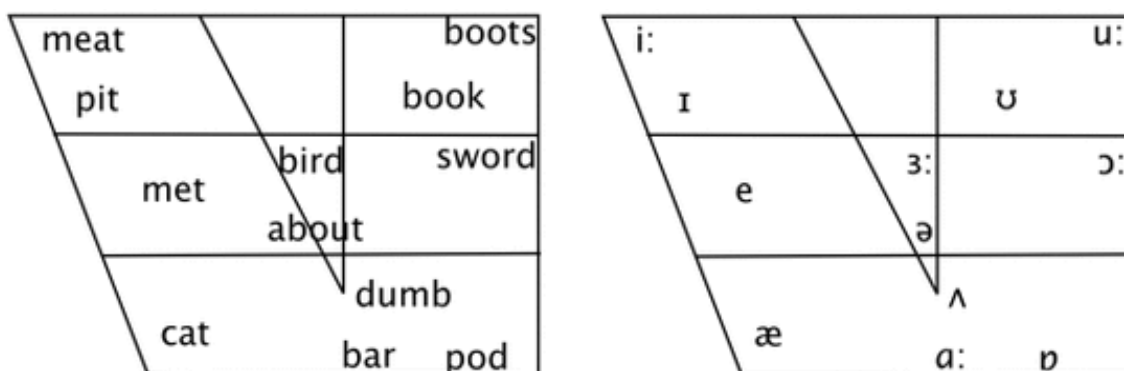 meat boots
pit book
bird sword
met
about
dumb
cat
bar pod
i: u:
ɪ ʊ
ɜ: ɔ:
e
ə
ʌ
æ
ɑ: ɒ